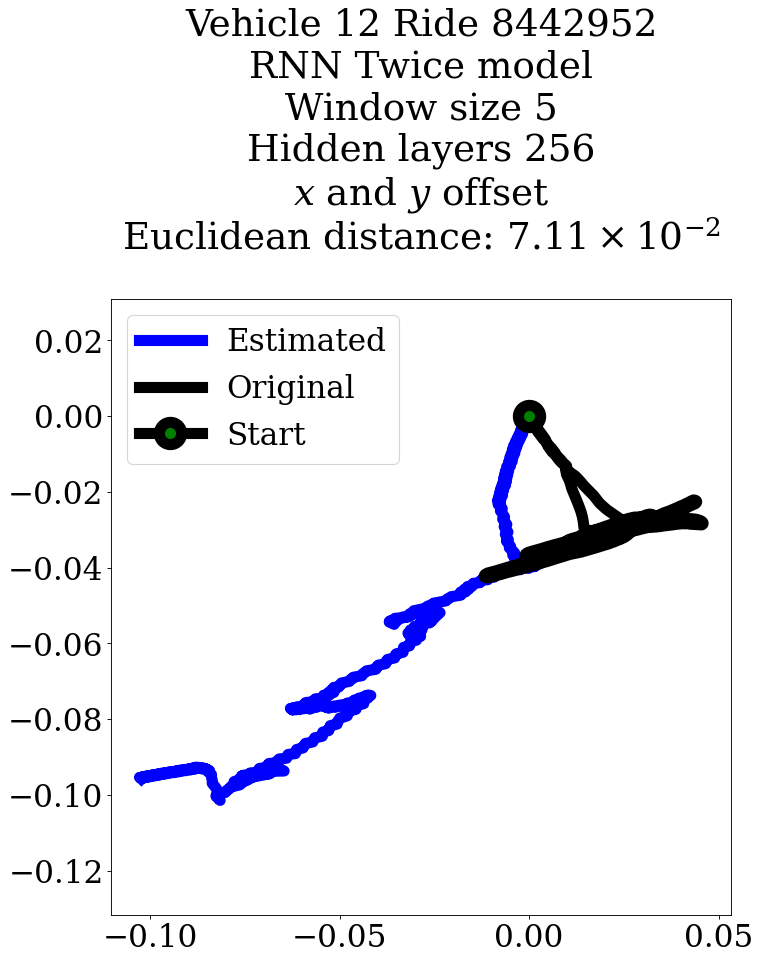 Vehicle 12 Ride 8442952
RNN Twice model
Window size 5
Hidden layers 256
x and y offset
Euclidean distance: 7.11 × 10⁻²
Estimated
Original
Start
0.02
0.00
−0.02
−0.04
−0.06
−0.08
−0.10
−0.12
−0.10 −0.05 0.00 0.05